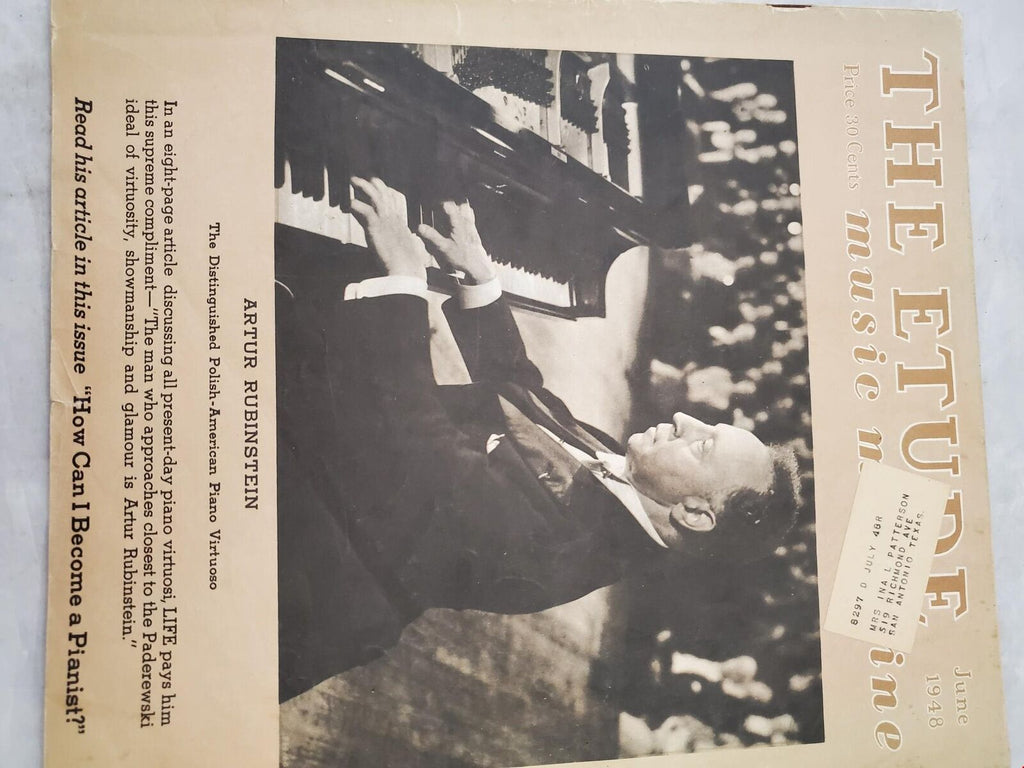 THE ETUDE
June
1948
Price 30 Cents
music m ine
8297 D JULY 48R
MRS INA L PATTERSON
519 RICHMOND AVE
SAN ANTONIO TEXAS
ARTUR RUBINSTEIN
The Distinguished Polish-American Piano Virtuoso
In an eight-page article discussing all present-day piano virtuosi, LIFE pays him
this supreme compliment—"The man who approaches closest to the Paderewski
ideal of virtuosity, showmanship and glamour is Artur Rubinstein."
Read his article in this issue "How Can I Become a Pianist?"